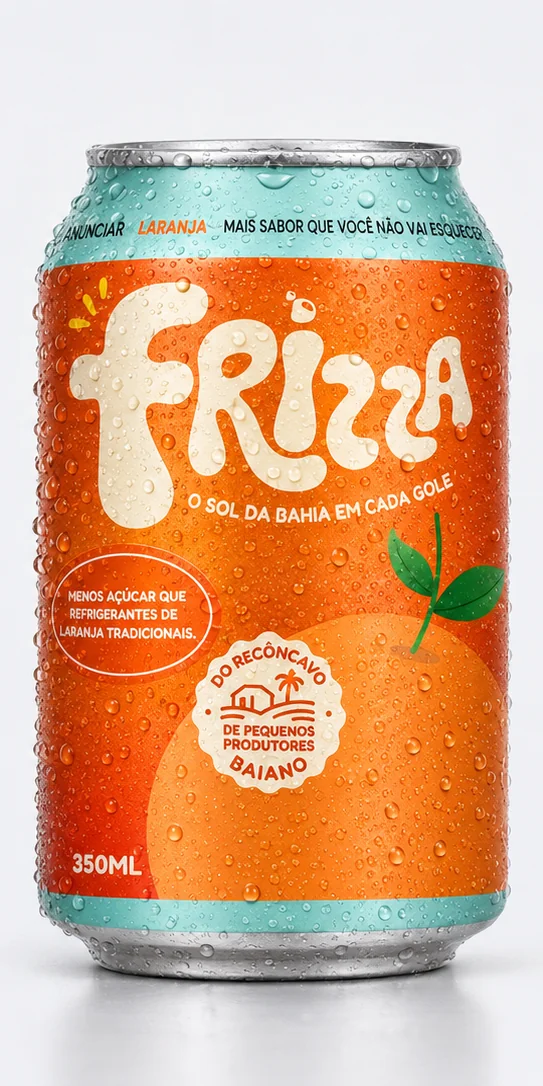 ANUNCIAR LARANJA MAIS SABOR QUE VOCÊ NÃO VAI ESQUECER
FRIZZA
O SOL DA BAHIA EM CADA GOLE
MENOS AÇÚCAR QUE
REFRIGERANTES DE
LARANJA TRADICIONAIS.
DO RECÔNCAVO
DE PEQUENOS
PRODUTORES
BAIANO
350ML